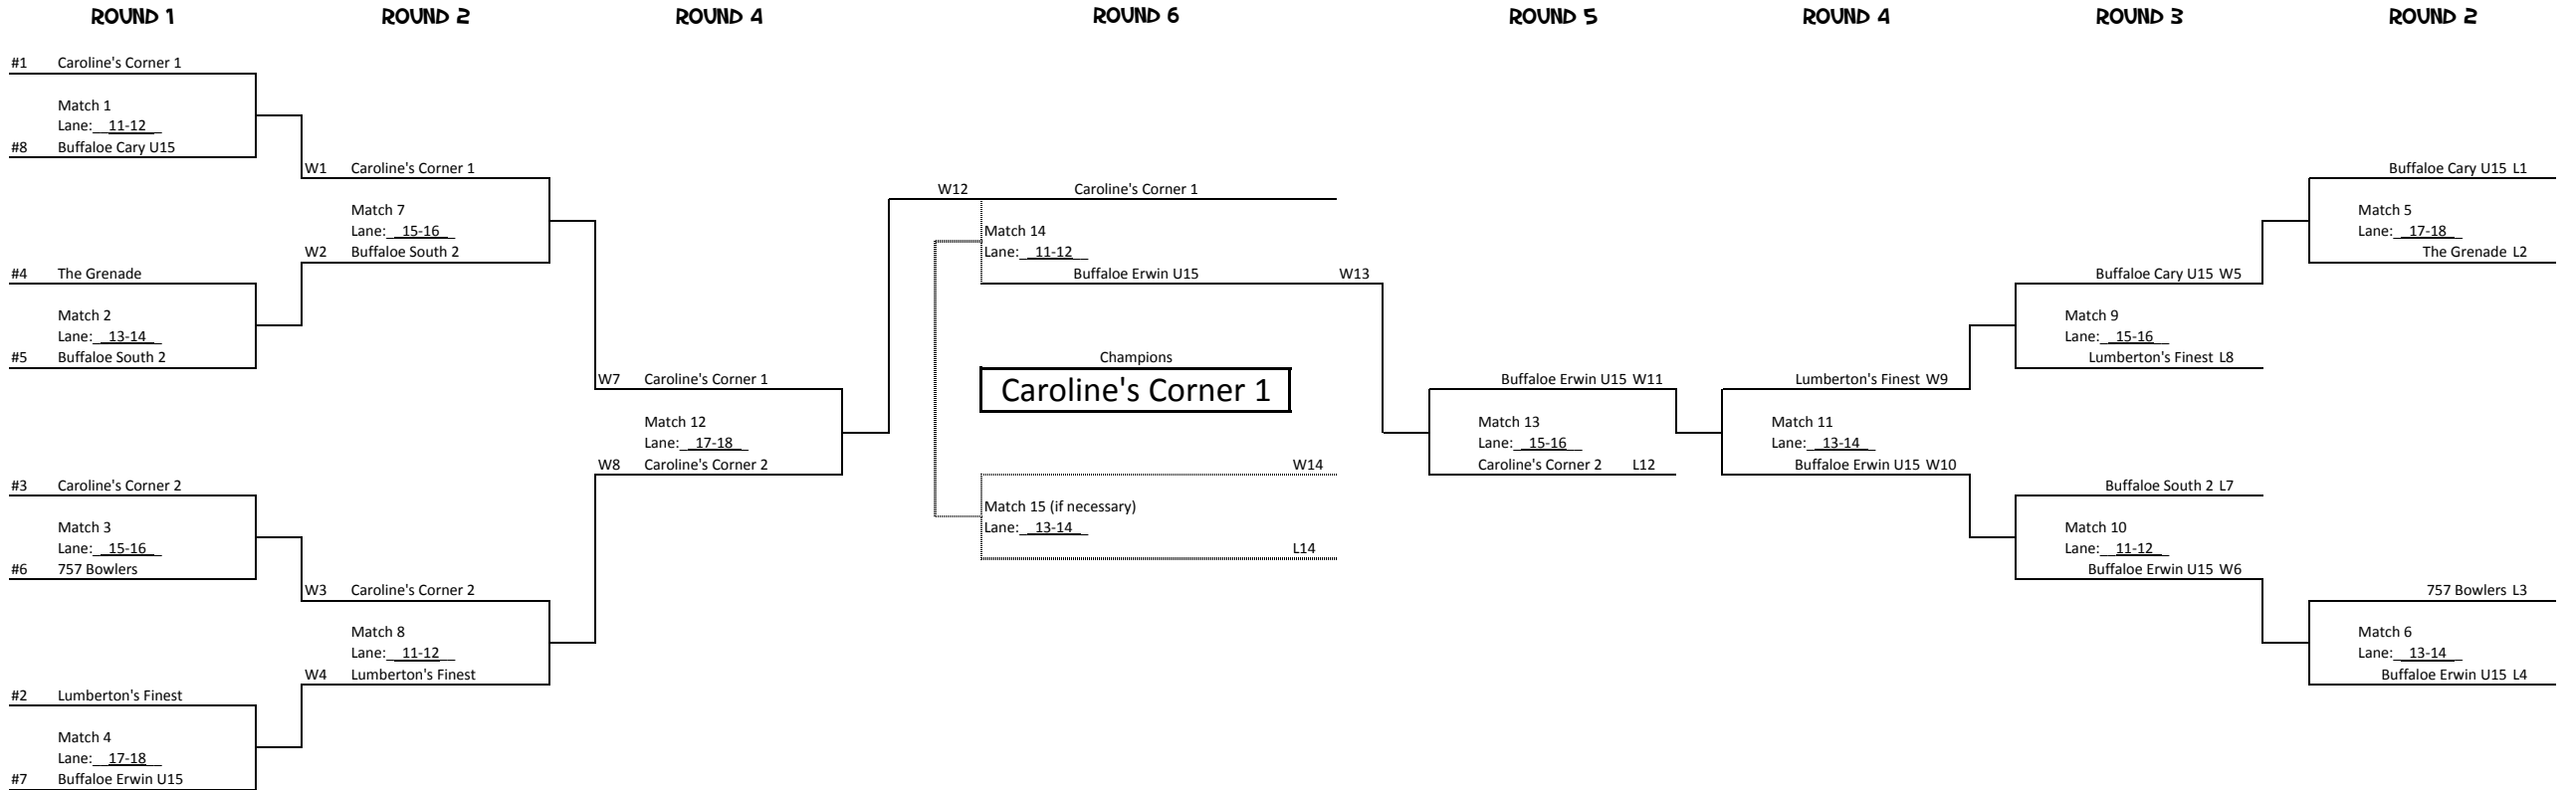 ROUND 1 ROUND 2 ROUND 4 ROUND 6 ROUND 5 ROUND 4 ROUND 3 ROUND 2
#1 Caroline's Corner 1
Match 1
Lane: 11-12
#8 Buffaloe Cary U15
#4 The Grenade
Match 2
Lane: 13-14
#5 Buffaloe South 2
#3 Caroline's Corner 2
Match 3
Lane: 15-16
#6 757 Bowlers
#2 Lumberton's Finest
Match 4
Lane: 17-18
#7 Buffaloe Erwin U15
W1 Caroline's Corner 1
Match 7
Lane: 15-16
W2 Buffaloe South 2
W3 Caroline's Corner 2
Match 8
Lane: 11-12
W4 Lumberton's Finest
W7 Caroline's Corner 1
Match 12
Lane: 17-18
W8 Caroline's Corner 2
W12 Caroline's Corner 1
Match 14
Lane: 11-12
Buffaloe Erwin U15 W13
Champions
Caroline's Corner 1
W14
Match 15 (if necessary)
Lane: 13-14
L14
Buffaloe Erwin U15 W11
Match 13
Lane: 15-16
Caroline's Corner 2 L12
Lumberton's Finest W9
Match 11
Lane: 13-14
Buffaloe Erwin U15 W10
Buffaloe Cary U15 W5
Match 9
Lane: 15-16
Lumberton's Finest L8
Buffaloe South 2 L7
Match 10
Lane: 11-12
Buffaloe Erwin U15 W6
Buffaloe Cary U15 L1
Match 5
Lane: 17-18
The Grenade L2
757 Bowlers L3
Match 6
Lane: 13-14
Buffaloe Erwin U15 L4